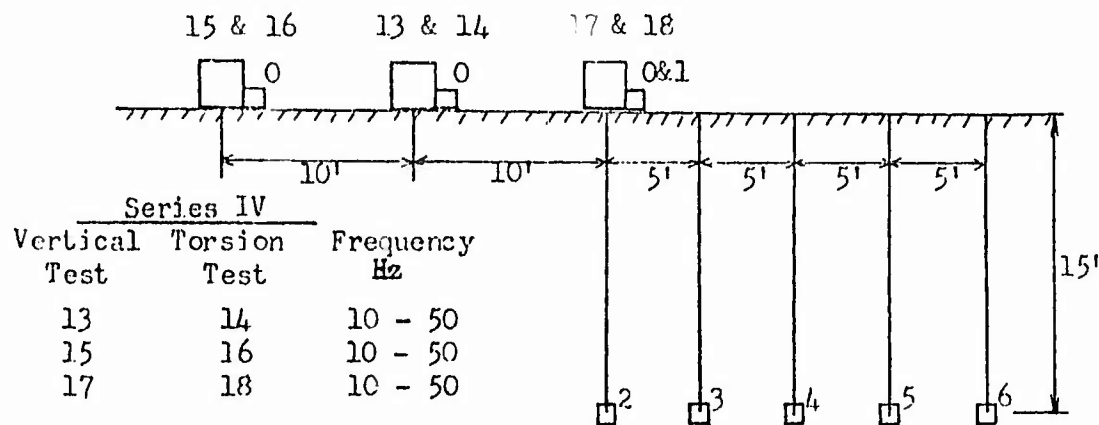 15 & 16 13 & 14 17 & 18
0 0 0&1
10' 10' 5' 5' 5' 5'
15'
Series IV
Vertical Torsion Frequency
Test Test Hz
13 14 10 - 50
15 16 10 - 50
17 18 10 - 50
2 3 4 5 6